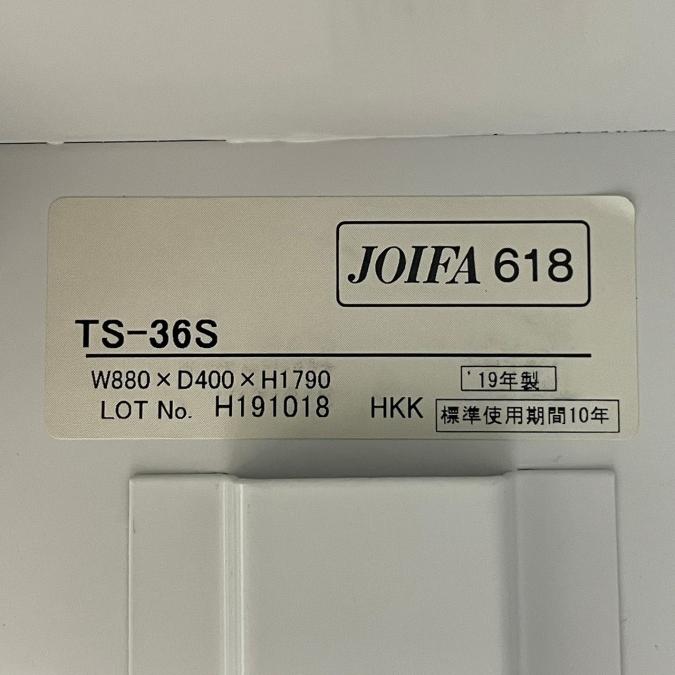 JOIFA 618
TS-36S
W880×D400×H1790
'19年製
LOT No. H191018 HKK
標準使用期間10年